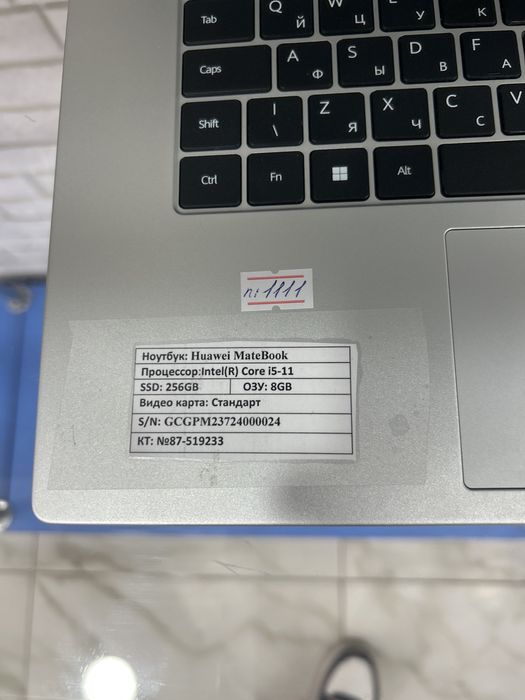 Tab Q Й W Ц E У K
Caps A Ф S Ы D В F А
Shift | \ Z Я X Ч C С V
Ctrl Fn Alt
п: 1111
Ноутбук: Huawei MateBook
Процессор:Intel(R) Core i5-11
SSD: 256GB ОЗУ: 8GB
Видео карта: Стандарт
S/N: GCGPM23724000024
КТ: №87-519233